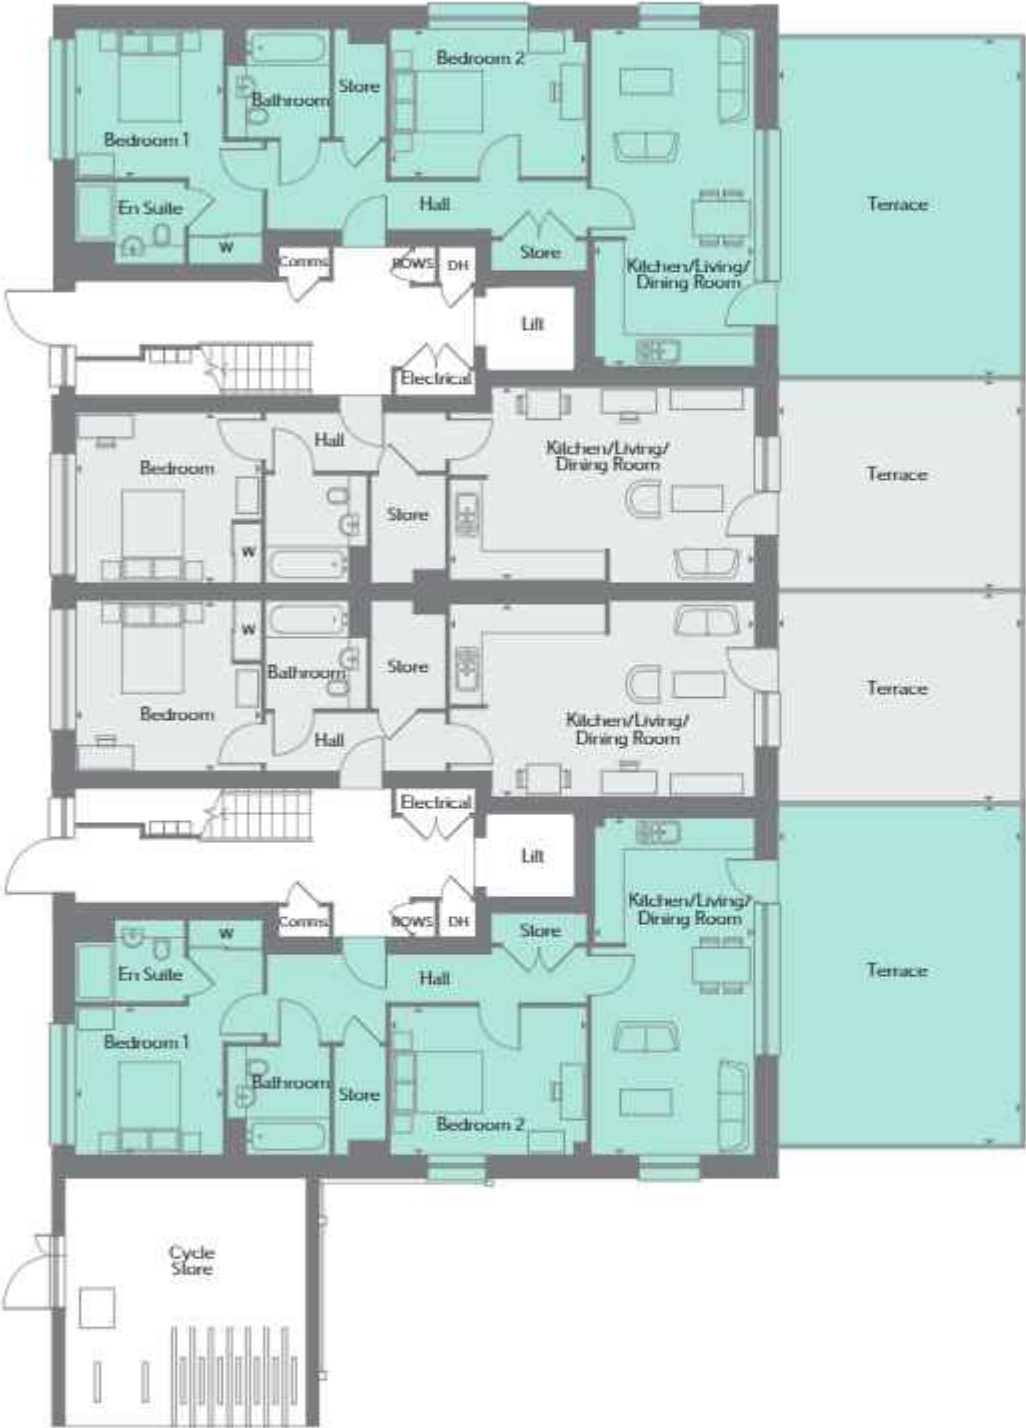 Bedroom 2
Store
Bathroom
Bedroom 1
Terrace
En Suite
Hall
W
Store
Comms
ROWS
DH
Kitchen/Living/
Dining Room
Lift
Electrical
Hall
Kitchen/Living/
Dining Room
Bedroom
Terrace
Store
W
W
Bathroom
Store
Terrace
Bedroom
Hall
Kitchen/Living/
Dining Room
Electrical
Lift
Kitchen/Living/
Dining Room
Comms
ROWS
DH
Store
W
En Suite
Hall
Terrace
Bedroom 1
Bathroom
Store
Bedroom 2
Cycle
Store